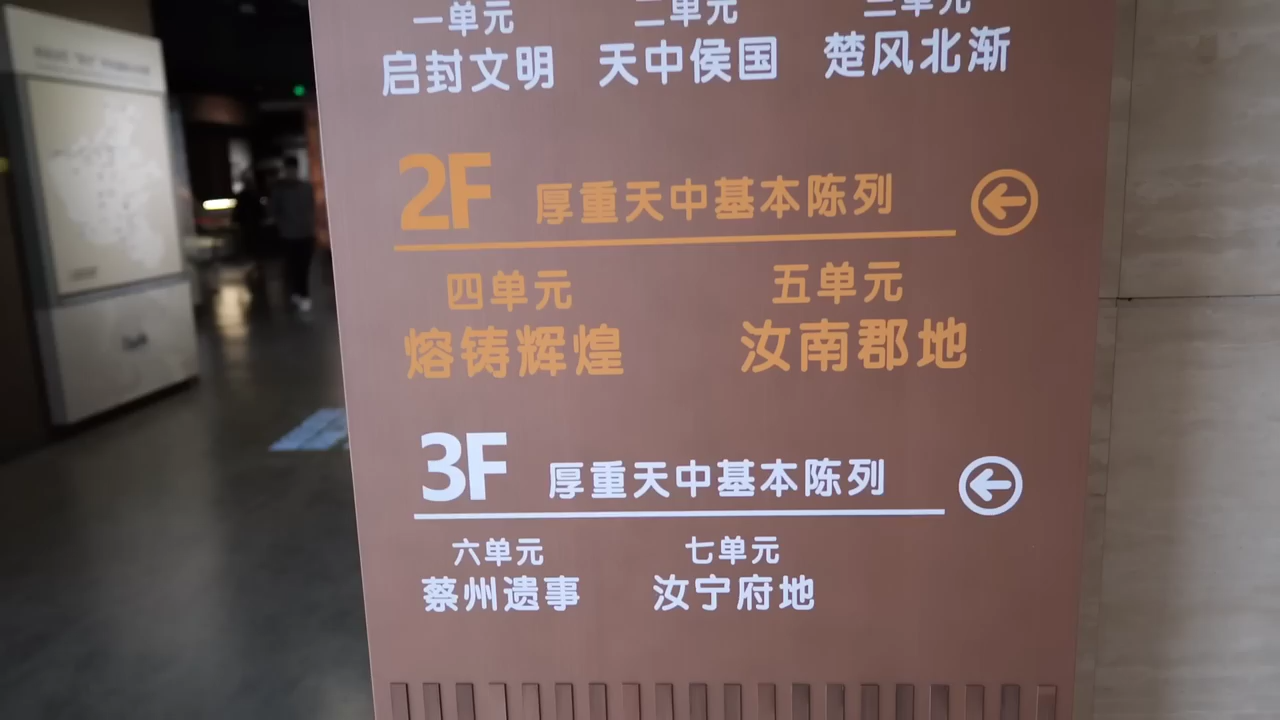 一单元 二单元 三单元
启封文明 天中侯国 楚风北渐
2F 厚重天中基本陈列
四单元 五单元
熔铸辉煌 汝南郡地
3F 厚重天中基本陈列
六单元 七单元
蔡州遗事 汝宁府地